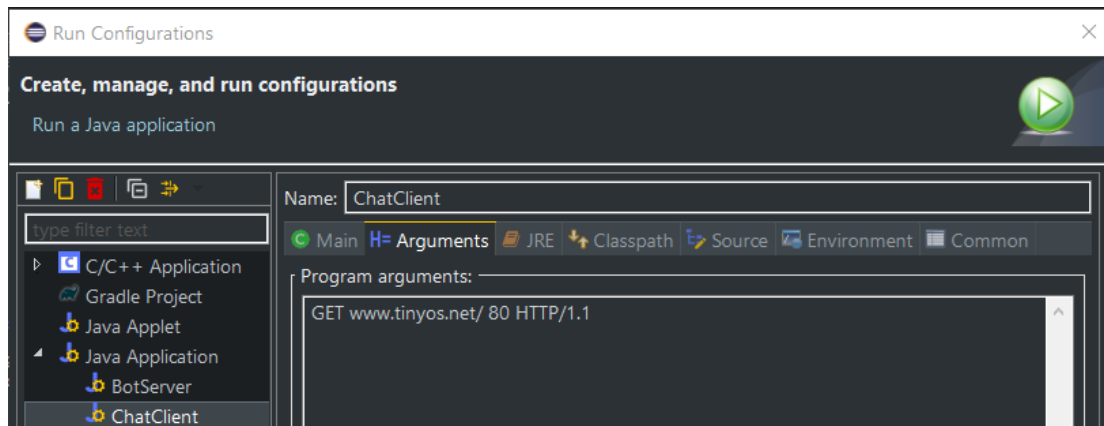 Run Configurations
Create, manage, and run configurations
Run a Java application
type filter text
C/C++ Application
Gradle Project
Java Applet
Java Application
BotServer
ChatClient
Name: ChatClient
Main Arguments JRE Classpath Source Environment Common
Program arguments:
GET www.tinyos.net/ 80 HTTP/1.1